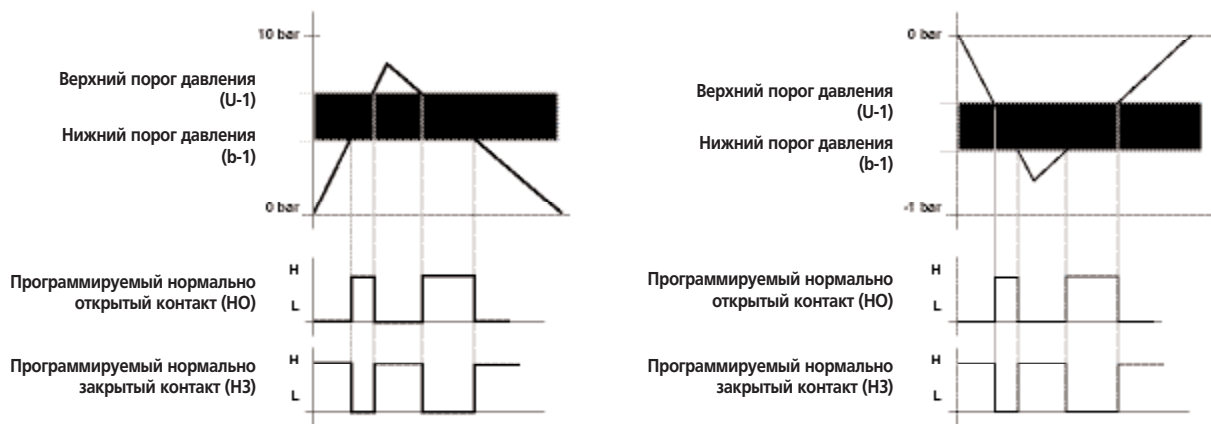 10 bar
Верхний порог давления
(U-1)
Нижний порог давления
(b-1)
0 bar
Программируемый нормально
открытый контакт (НО)
H
L
Программируемый нормально
закрытый контакт (НЗ)
H
L
0 bar
Верхний порог давления
(U-1)
Нижний порог давления
(b-1)
-1 bar
Программируемый нормально
открытый контакт (НО)
H
L
Программируемый нормально
закрытый контакт (НЗ)
H
L